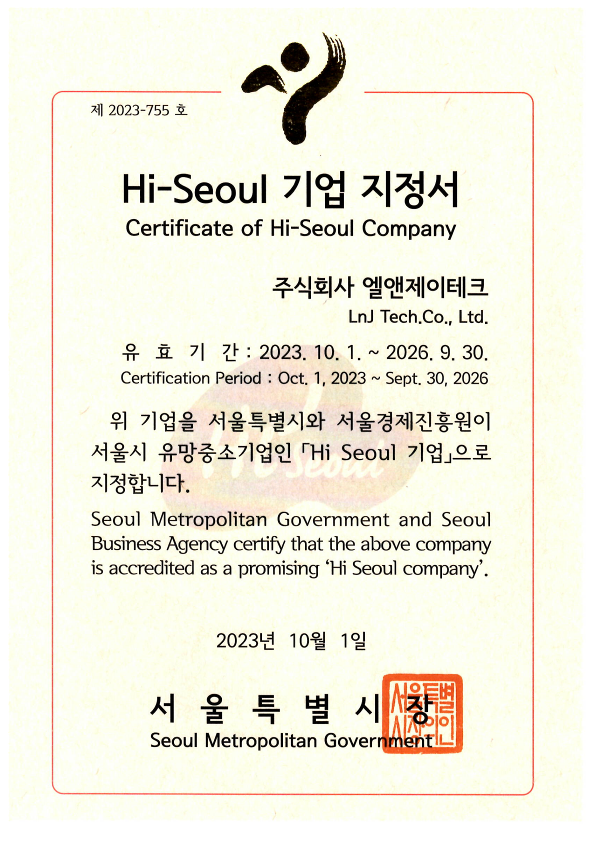 제 2023-755 호
Hi-Seoul 기업 지정서
Certificate of Hi-Seoul Company
주식회사 엘앤제이테크
LnJ Tech.Co., Ltd.
유 효 기 간 : 2023. 10. 1. ~ 2026. 9. 30.
Certification Period : Oct. 1, 2023 ~ Sept. 30, 2026
위 기업을 서울특별시와 서울경제진흥원이
서울시 유망중소기업인 「Hi Seoul 기업」으로
지정합니다.
Hi Seoul
Seoul Metropolitan Government and Seoul
Business Agency certify that the above company
is accredited as a promising ‘Hi Seoul company’.
2023년 10월 1일
서 울 특 별 시 장
서울특별
시장의인
Seoul Metropolitan Government